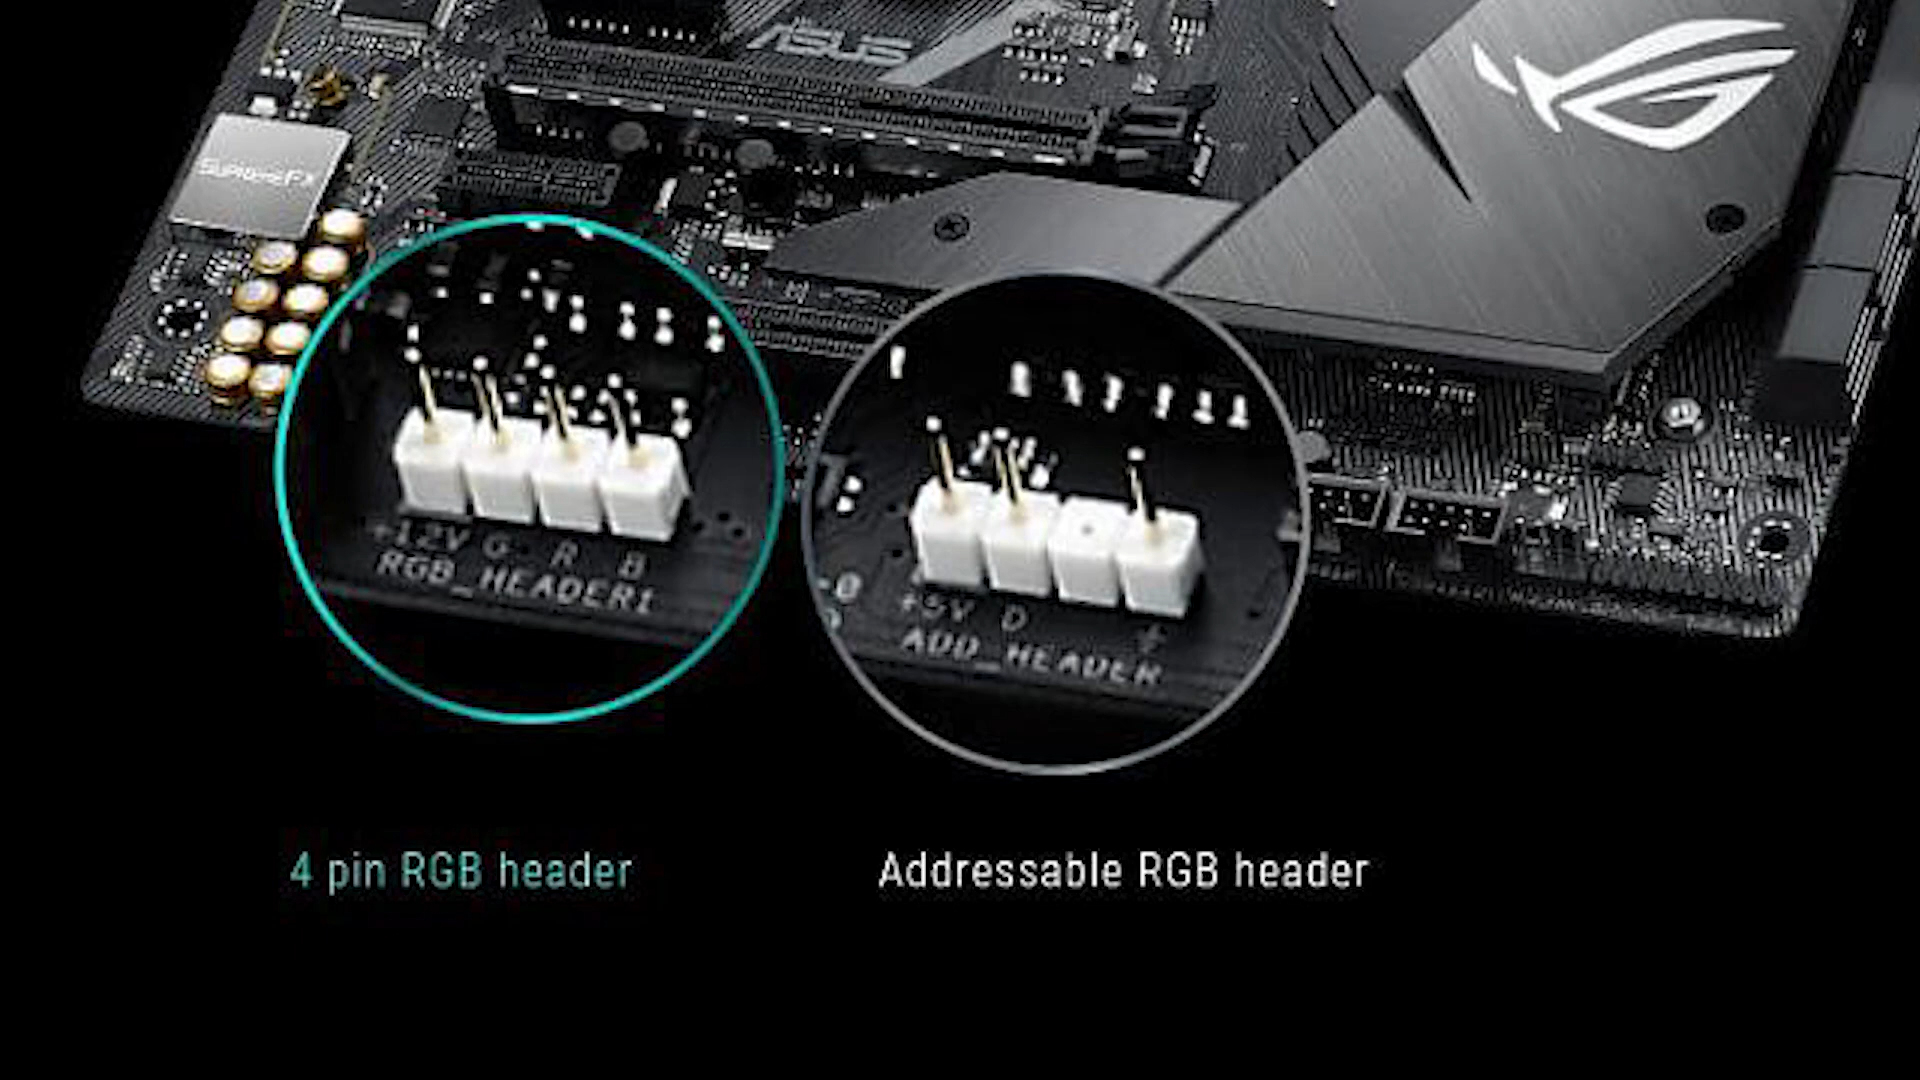 ASUS
SUPREMEFX
+12V G R B
RGB_HEADER1
+5V D
ADD_HEADER
4 pin RGB header
Addressable RGB header